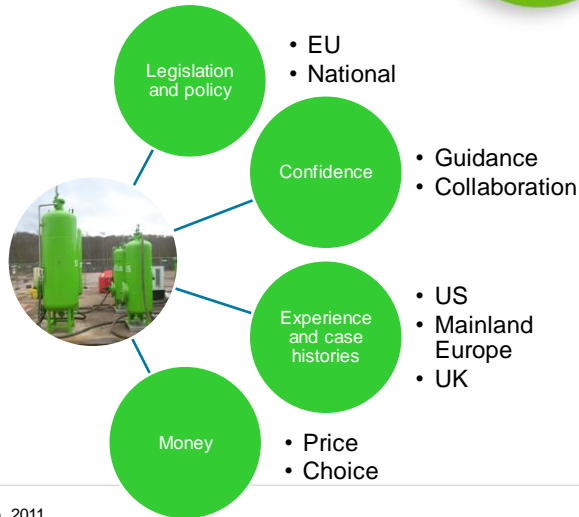 Legislation
and policy
• EU
• National
Confidence
• Guidance
• Collaboration
Experience
and case
histories
• US
• Mainland
Europe
• UK
Money
• Price
• Choice
2011